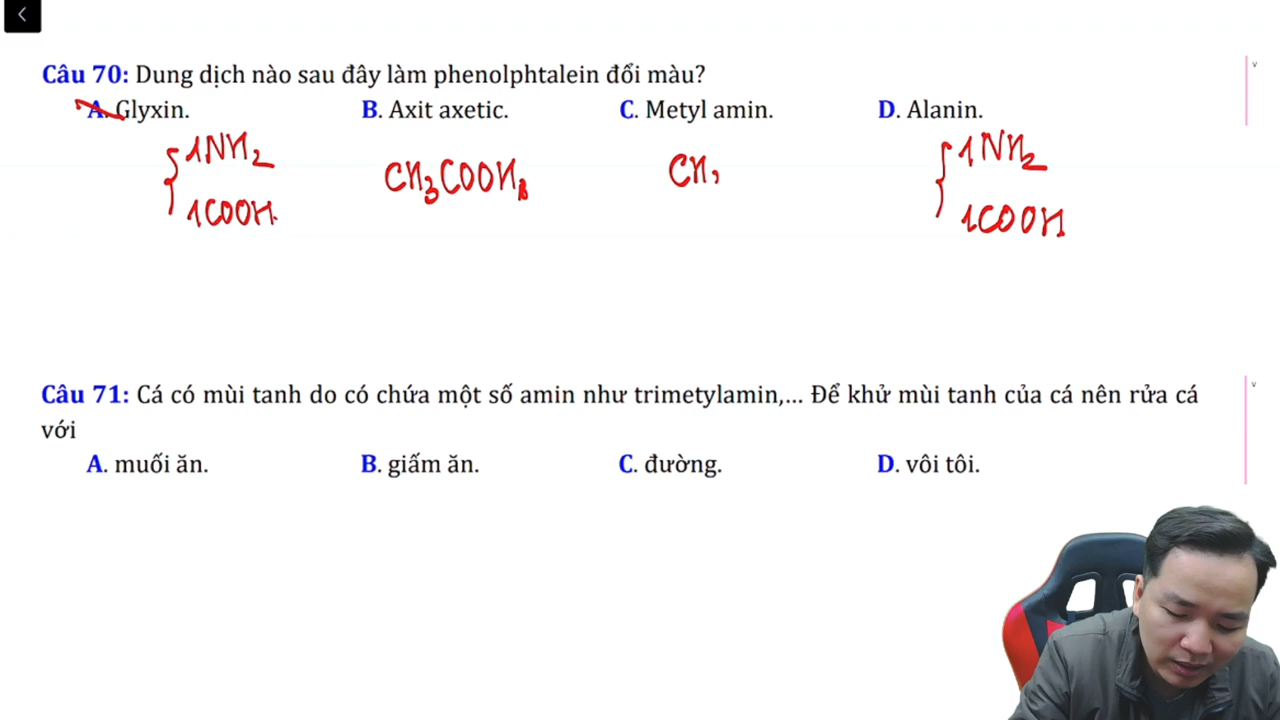 Câu 70: Dung dịch nào sau đây làm phenolphtalein đổi màu?
A. Glyxin. B. Axit axetic. C. Metyl amin. D. Alanin.
1NH2 CH3COOH CH3 1NH2
1COOH 1COOH
Câu 71: Cá có mùi tanh do có chứa một số amin như trimetylamin,... Để khử mùi tanh của cá nên rửa cá
với
A. muối ăn. B. giấm ăn. C. đường. D. vôi tôi.